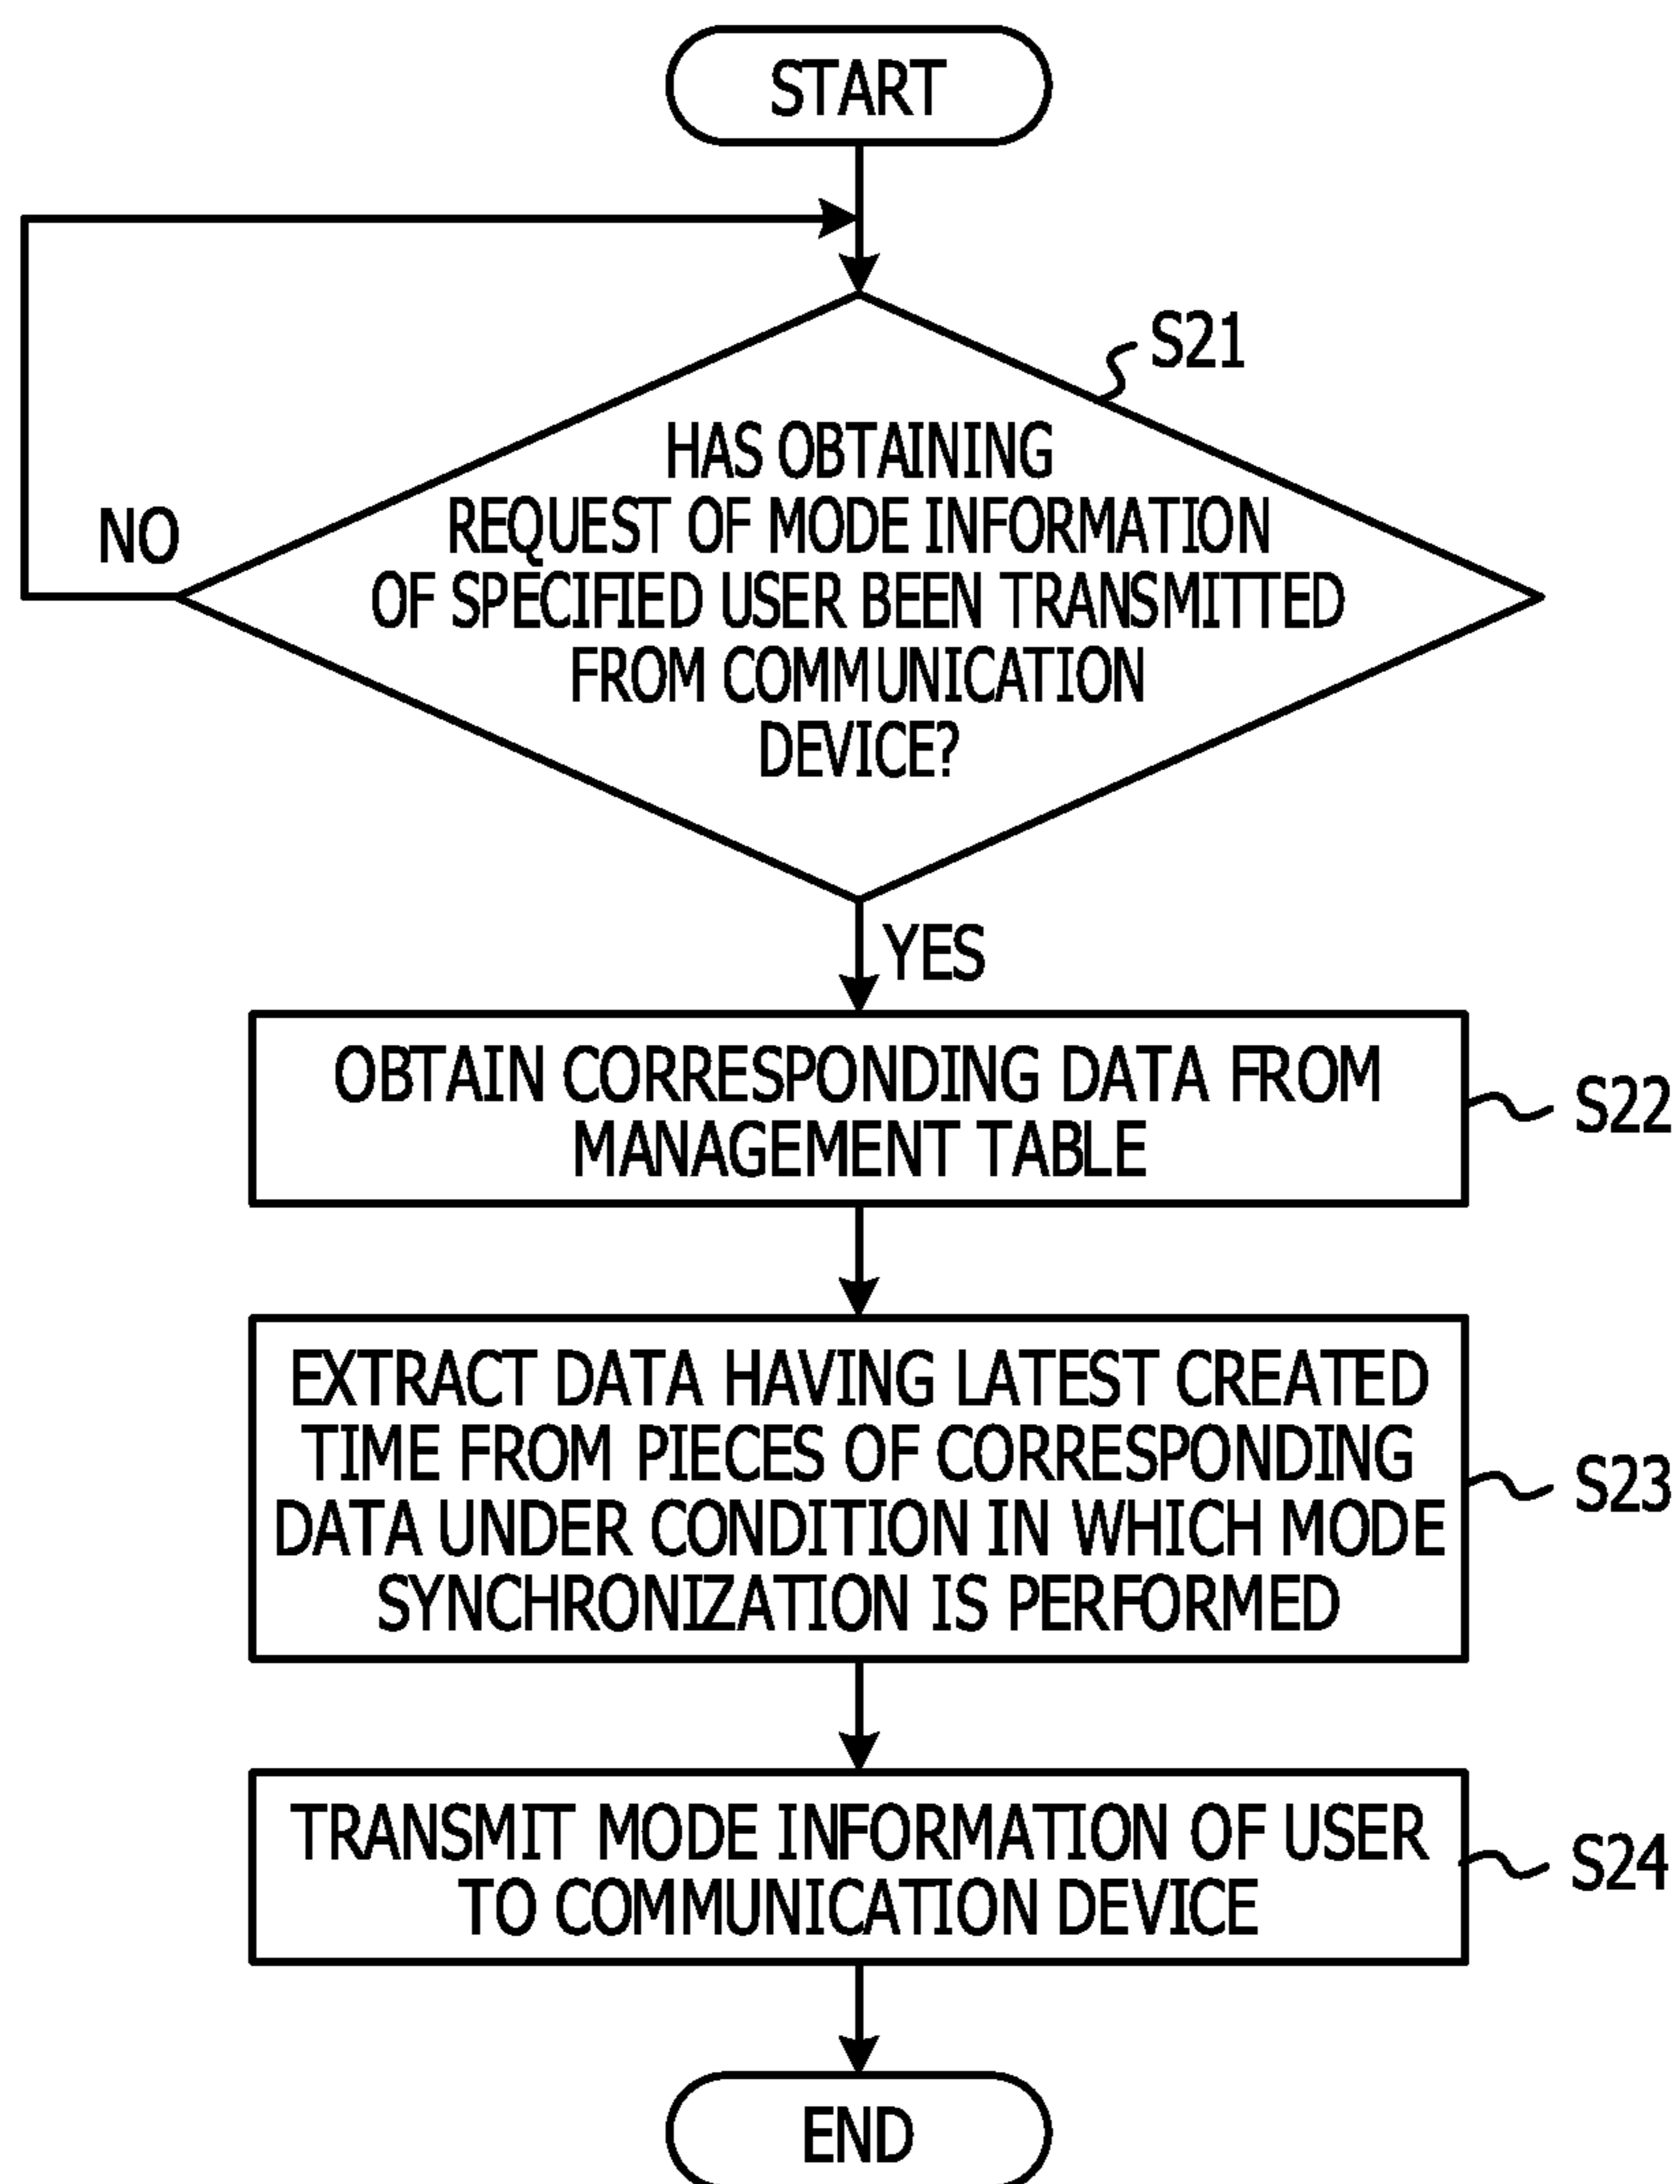 START
S21
HAS OBTAINING
REQUEST OF MODE INFORMATION
OF SPECIFIED USER BEEN TRANSMITTED
FROM COMMUNICATION
DEVICE?
NO
YES
OBTAIN CORRESPONDING DATA FROM
MANAGEMENT TABLE
S22
EXTRACT DATA HAVING LATEST CREATED
TIME FROM PIECES OF CORRESPONDING
DATA UNDER CONDITION IN WHICH MODE
SYNCHRONIZATION IS PERFORMED
S23
TRANSMIT MODE INFORMATION OF USER
TO COMMUNICATION DEVICE
S24
END